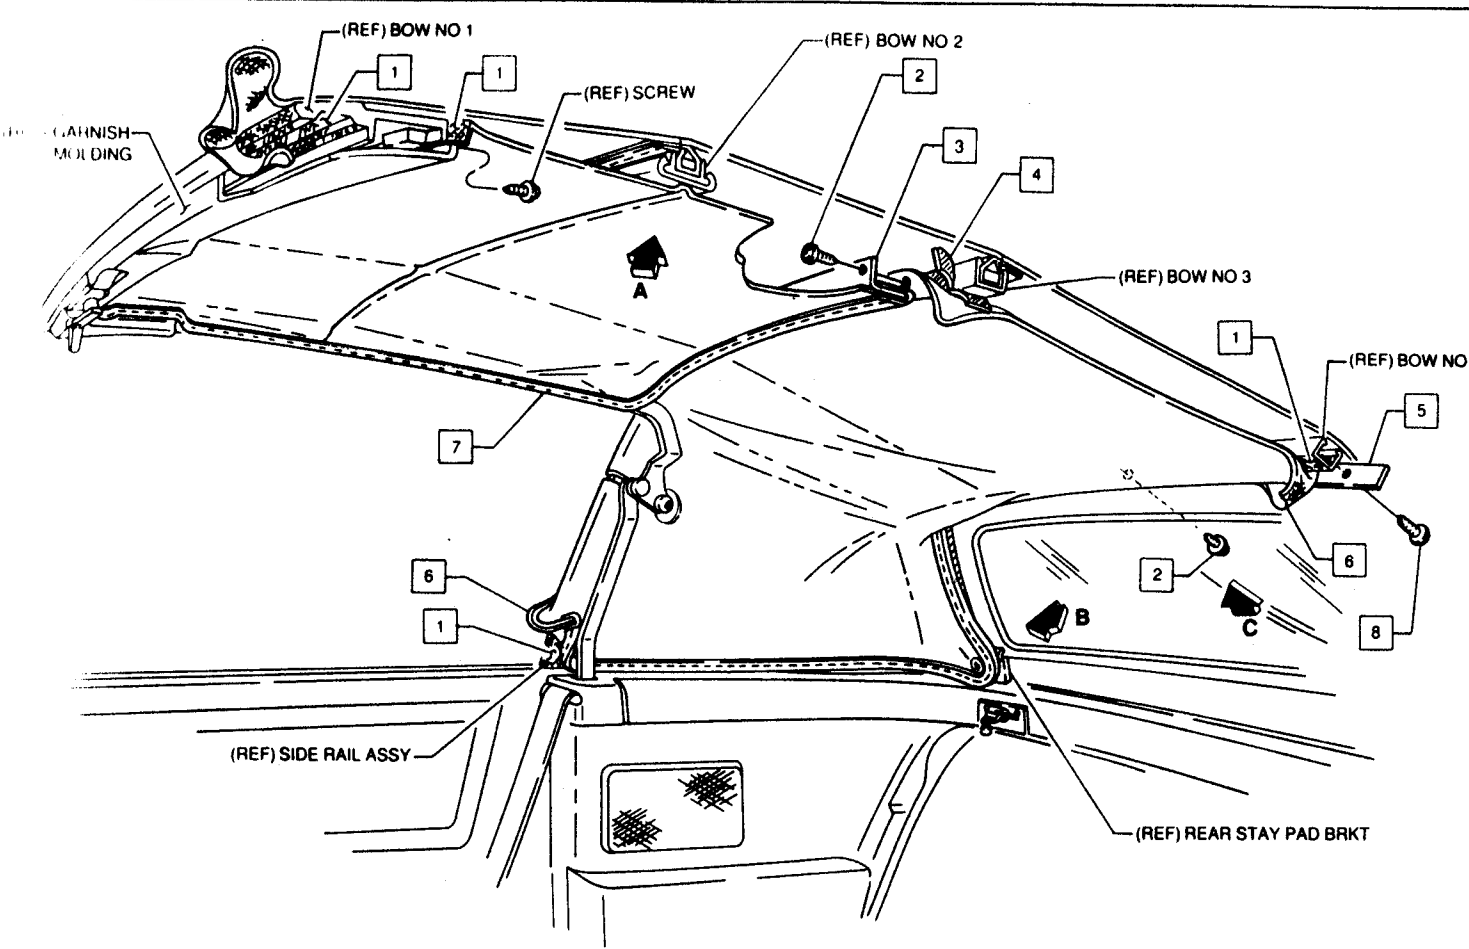 (REF) BOW NO 1
1
1
(REF) SCREW
(REF) BOW NO 2
2
3
4
GARNISH
MOLDING
A
(REF) BOW NO 3
1
(REF) BOW NO
5
7
6
8
6
2
B
C
1
(REF) SIDE RAIL ASSY
(REF) REAR STAY PAD BRKT